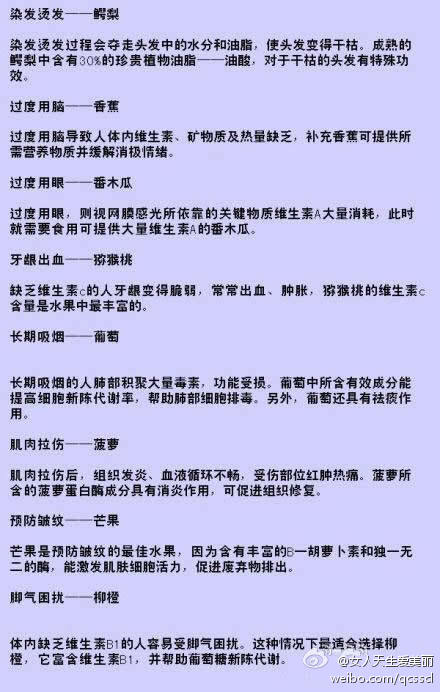 染发烫发——鳄梨
染发烫发过程会夺走头发中的水分和油脂，使头发变得干枯。成熟的
鳄梨中含有30%的珍贵植物油脂——油酸，对于干枯的头发有特殊功
效。
过度用脑——香蕉
过度用脑导致人体内维生素、矿物质及热量缺乏，补充香蕉可提供所
需营养物质并缓解消极情绪。
过度用眼——番木瓜
过度用眼，则视网膜感光所依靠的关键物质维生素A大量消耗，此时
就需要食用可提供大量维生素A的番木瓜。
牙龈出血——猕猴桃
缺乏维生素c的人牙龈变得脆弱，常常出血、肿胀，猕猴桃的维生素c
含量是水果中最丰富的。
长期吸烟——葡萄
长期吸烟的人肺部积聚大量毒素，功能受损。葡萄中所含有效成分能
提高细胞新陈代谢率，帮助肺部细胞排毒。另外，葡萄还具有祛痰作
用。
肌肉拉伤——菠萝
肌肉拉伤后，组织发炎、血液循环不畅，受伤部位红肿热痛。菠萝所
含的菠萝蛋白酶成分具有消炎作用，可促进组织修复。
预防皱纹——芒果
芒果是预防皱纹的最佳水果，因为含有丰富的B—胡萝卜素和独一无
二的酶，能激发肌肤细胞活力，促进废弃物排出。
脚气困扰——柳橙
体内缺乏维生素B1的人容易受脚气困扰。这种情况下最适合选择柳
橙，它富含维生素B1，并帮助葡萄糖新陈代谢。
@女人天生爱美丽
weibo.com/qcsscl